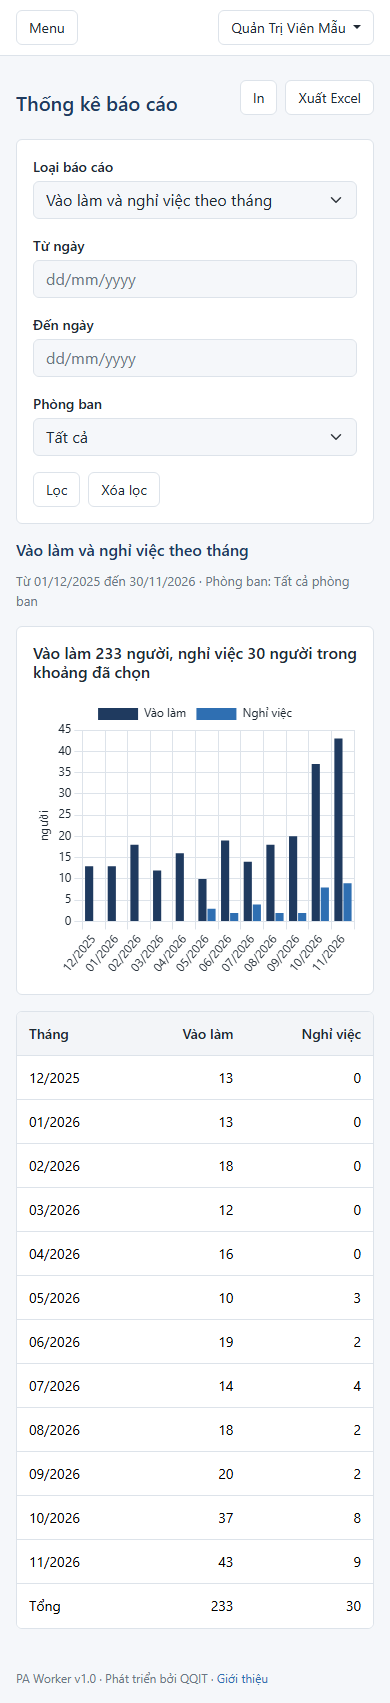 Menu
Quản Trị Viên Mẫu
Thống kê báo cáo
In
Xuất Excel
Loại báo cáo
Vào làm và nghỉ việc theo tháng
Từ ngày
dd/mm/yyyy
Đến ngày
dd/mm/yyyy
Phòng ban
Tất cả
Lọc
Xóa lọc
Vào làm và nghỉ việc theo tháng
Từ 01/12/2025 đến 30/11/2026 · Phòng ban: Tất cả phòng
ban
Vào làm 233 người, nghỉ việc 30 người trong
khoảng đã chọn
Vào làm
Nghỉ việc
người
45
40
35
30
25
20
15
10
5
0
12/2025
01/2026
02/2026
03/2026
04/2026
05/2026
06/2026
07/2026
08/2026
09/2026
10/2026
11/2026
Tháng Vào làm Nghỉ việc
12/2025 13 0
01/2026 13 0
02/2026 18 0
03/2026 12 0
04/2026 16 0
05/2026 10 3
06/2026 19 2
07/2026 14 4
08/2026 18 2
09/2026 20 2
10/2026 37 8
11/2026 43 9
Tổng 233 30
PA Worker v1.0 · Phát triển bởi QQIT · Giới thiệu